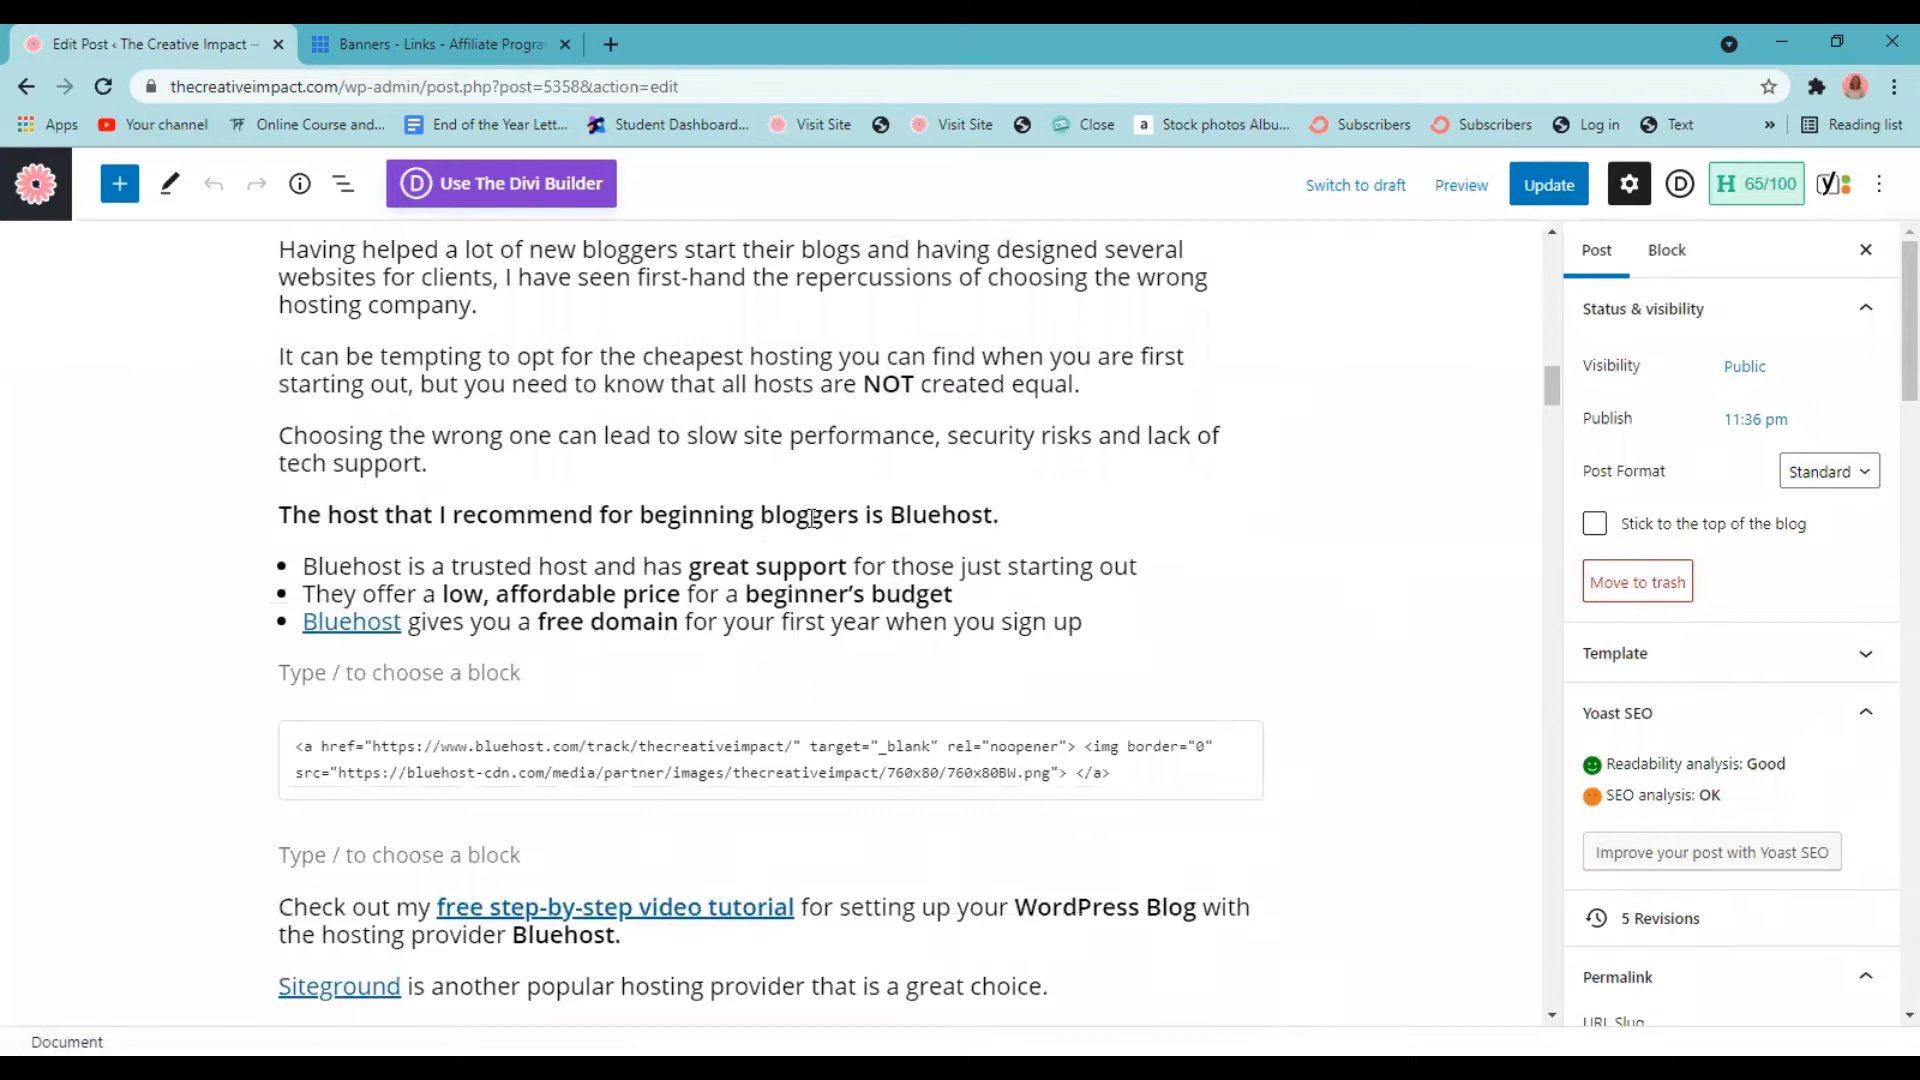 Edit Post ‹ The Creative Impact —
Banners - Links - Affiliate Progra
thecreativeimpact.com/wp-admin/post.php?post=5358&action=edit
Apps
Your channel
Online Course and...
End of the Year Lett...
Student Dashboard...
Visit Site
Visit Site
Close
a
Stock photos Albu...
Subscribers
Subscribers
Log in
Text
»
Reading list
D Use The Divi Builder
Switch to draft
Preview
Update
D
H 65/100
Having helped a lot of new bloggers start their blogs and having designed several
websites for clients, I have seen first-hand the repercussions of choosing the wrong
hosting company.
It can be tempting to opt for the cheapest hosting you can find when you are first
starting out, but you need to know that all hosts are NOT created equal.
Choosing the wrong one can lead to slow site performance, security risks and lack of
tech support.
The host that I recommend for beginning bloggers is Bluehost.
• Bluehost is a trusted host and has great support for those just starting out
• They offer a low, affordable price for a beginner's budget
• Bluehost gives you a free domain for your first year when you sign up
Type / to choose a block
<a href="https://www.bluehost.com/track/thecreativeimpact/" target="_blank" rel="noopener"> <img border="0"
src="https://bluehost-cdn.com/media/partner/images/thecreativeimpact/760x80/760x80BW.png"> </a>
Type / to choose a block
Check out my free step-by-step video tutorial for setting up your WordPress Blog with
the hosting provider Bluehost.
Siteground is another popular hosting provider that is a great choice.
Document
Post
Block
Status & visibility
Visibility
Public
Publish
11:36 pm
Post Format
Standard
Stick to the top of the blog
Move to trash
Template
Yoast SEO
Readability analysis: Good
SEO analysis: OK
Improve your post with Yoast SEO
5 Revisions
Permalink
URL Slug